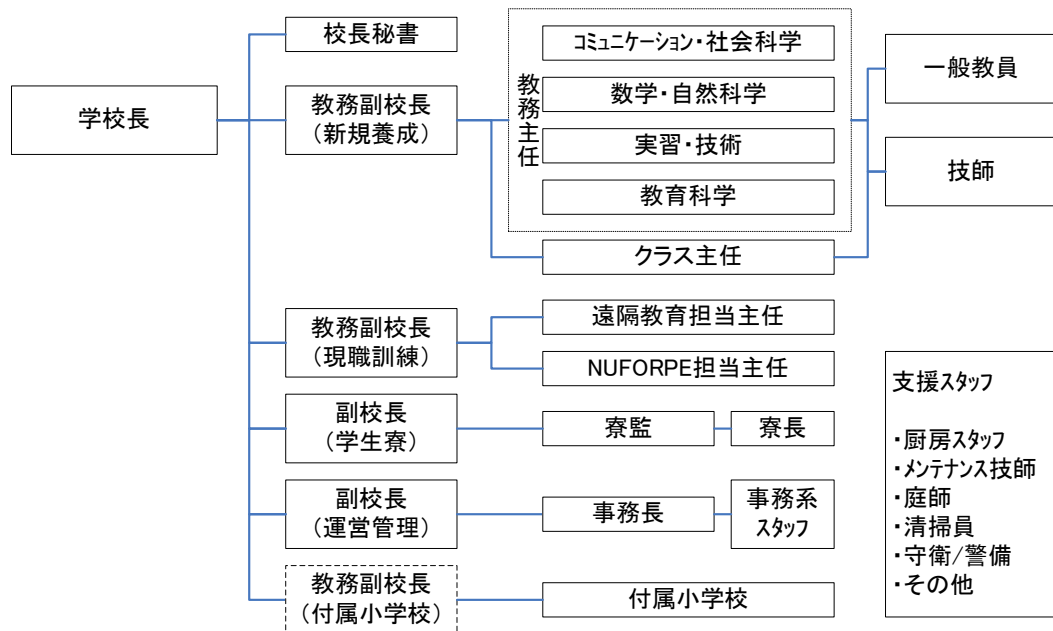 学校長
校長秘書
教務副校長
（新規養成）
教務主任
コミュニケーション・社会科学
数学・自然科学
実習・技術
教育科学
クラス主任
一般教員
技師
教務副校長
（現職訓練）
遠隔教育担当主任
NUFORPE担当主任
副校長
（学生寮）
寮監
寮長
副校長
（運営管理）
事務長
事務系
スタッフ
教務副校長
（付属小学校）
付属小学校
支援スタッフ
・厨房スタッフ
・メンテナンス技師
・庭師
・清掃員
・守衛/警備
・その他